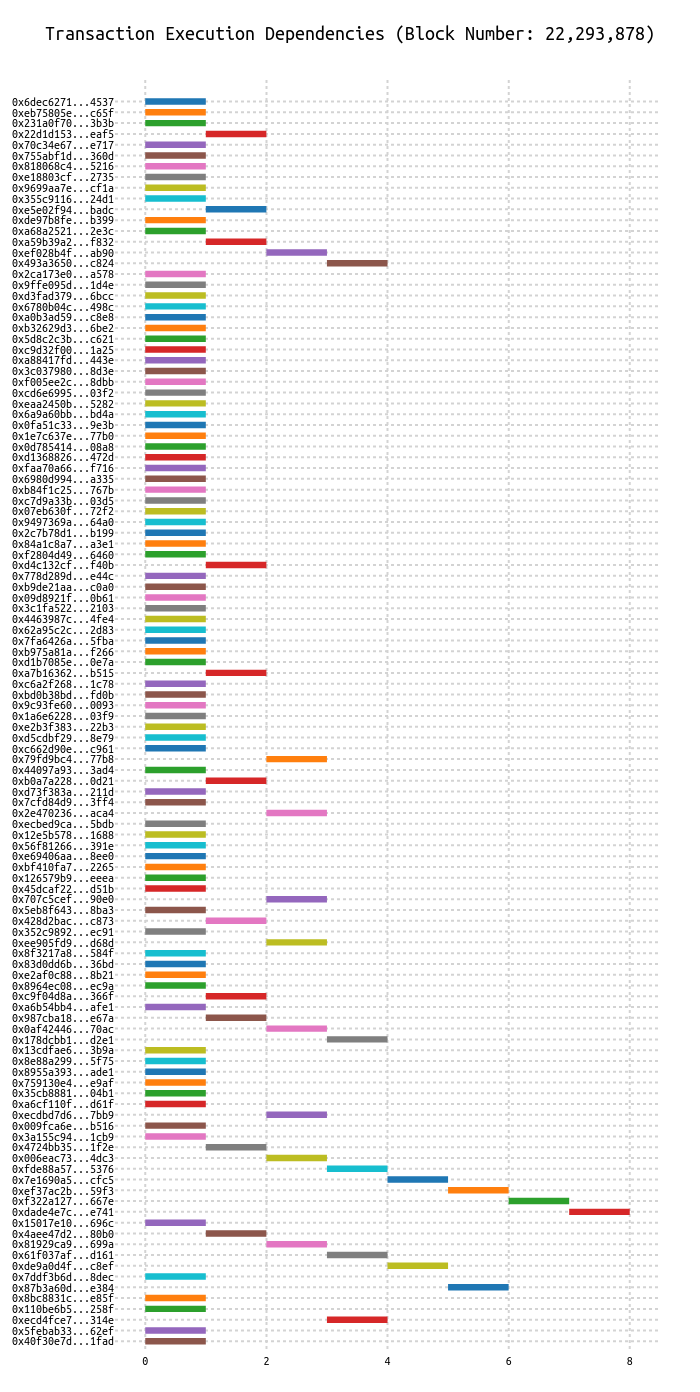 Transaction Execution Dependencies (Block Number: 22,293,878)
0x6dec6271...4537
0xeb75805e...c65f
0x231a0f70...3b3b
0x22d1d153...eaf5
0x70c34e67...e717
0x755abf1d...360d
0x818068c4...5216
0xe18803cf...2735
0x9699aa7e...cf1a
0x355c9116...24d1
0xe5e02f94...badc
0xde97b8fe...b399
0xa68a2521...2e3c
0xa59b39a2...f832
0xef028b4f...ab90
0x493a3650...c824
0x2ca173e0...a578
0x9ffe095d...1d4e
0xd3fad379...6bcc
0x6780b04c...498c
0xa0b3ad59...c8e8
0xb32629d3...6be2
0x5d8c2c3b...c621
0xc9d32f00...1a25
0xa88417fd...443e
0x3c037980...8d3e
0xf005ee2c...8dbb
0xcd6e6995...03f2
0xeaa2450b...5282
0x6a9a60bb...bd4a
0x0fa51c33...9e3b
0x1e7c637e...77b0
0x0d785414...08a8
0xd1368826...472d
0xfaa70a66...f716
0x6980d994...a335
0xb84f1c25...767b
0xc7d9a33b...03d5
0x07eb630f...72f2
0x9497369a...64a0
0x2c7b78d1...b199
0x84a1c8a7...a3e1
0xf2804d49...6460
0xd4c132cf...f40b
0x778d289d...e44c
0xb9de21aa...c0a0
0x09d8921f...0b61
0x3c1fa522...2103
0x4463987c...4fe4
0x62a95c2c...2d83
0x7fa6426a...5fba
0xb975a81a...f266
0xd1b7085e...0e7a
0xa7b16362...b515
0xc6a2f268...1c78
0xbd0b38bd...fd0b
0x9c93fe60...0093
0x1a6e6228...03f9
0xe2b3f383...22b3
0xd5cdbf29...8e79
0xc662d90e...c961
0x79fd9bc4...77b8
0x44097a93...3ad4
0xb0a7a228...0d21
0xd73f383a...211d
0x7cfd84d9...3ff4
0x2e470236...aca4
0xecbed9ca...5bdb
0x12e5b578...1688
0x56f81266...391e
0xe69406aa...8ee0
0xbf410fa7...2265
0x126579b9...eeea
0x45dcaf22...d51b
0x707c5cef...90e0
0x5eb8f643...8ba3
0x428d2bac...c873
0x352c9892...ec91
0xee905fd9...d68d
0x8f3217a8...584f
0x83d0dd6b...36bd
0xe2af0c88...8b21
0x8964ec08...ec9a
0xc9f04d8a...366f
0xa6b54bb4...afe1
0x987cba18...e67a
0x0af42446...70ac
0x178dcbb1...d2e1
0x13cdfae6...3b9a
0x8e88a299...5f75
0x8955a393...ade1
0x759130e4...e9af
0x35cb8881...04b1
0xa6cf110f...d61f
0xecdbd7d6...7bb9
0x009fca6e...b516
0x3a155c94...1cb9
0x4724bb35...1f2e
0x006eac73...4dc3
0xfde88a57...5376
0x7e1690a5...cfc5
0xef37ac2b...59f3
0xf322a127...667e
0xdade4e7c...e741
0x15017e10...696c
0x4aee47d2...80b0
0x81929ca9...699a
0x61f037af...d161
0xde9a0d4f...c8ef
0x7ddf3b6d...8dec
0x87b3a60d...e384
0x8bc8831c...e85f
0x110be6b5...258f
0xecd4fce7...314e
0x5febab33...62ef
0x40f30e7d...1fad
0 2 4 6 8